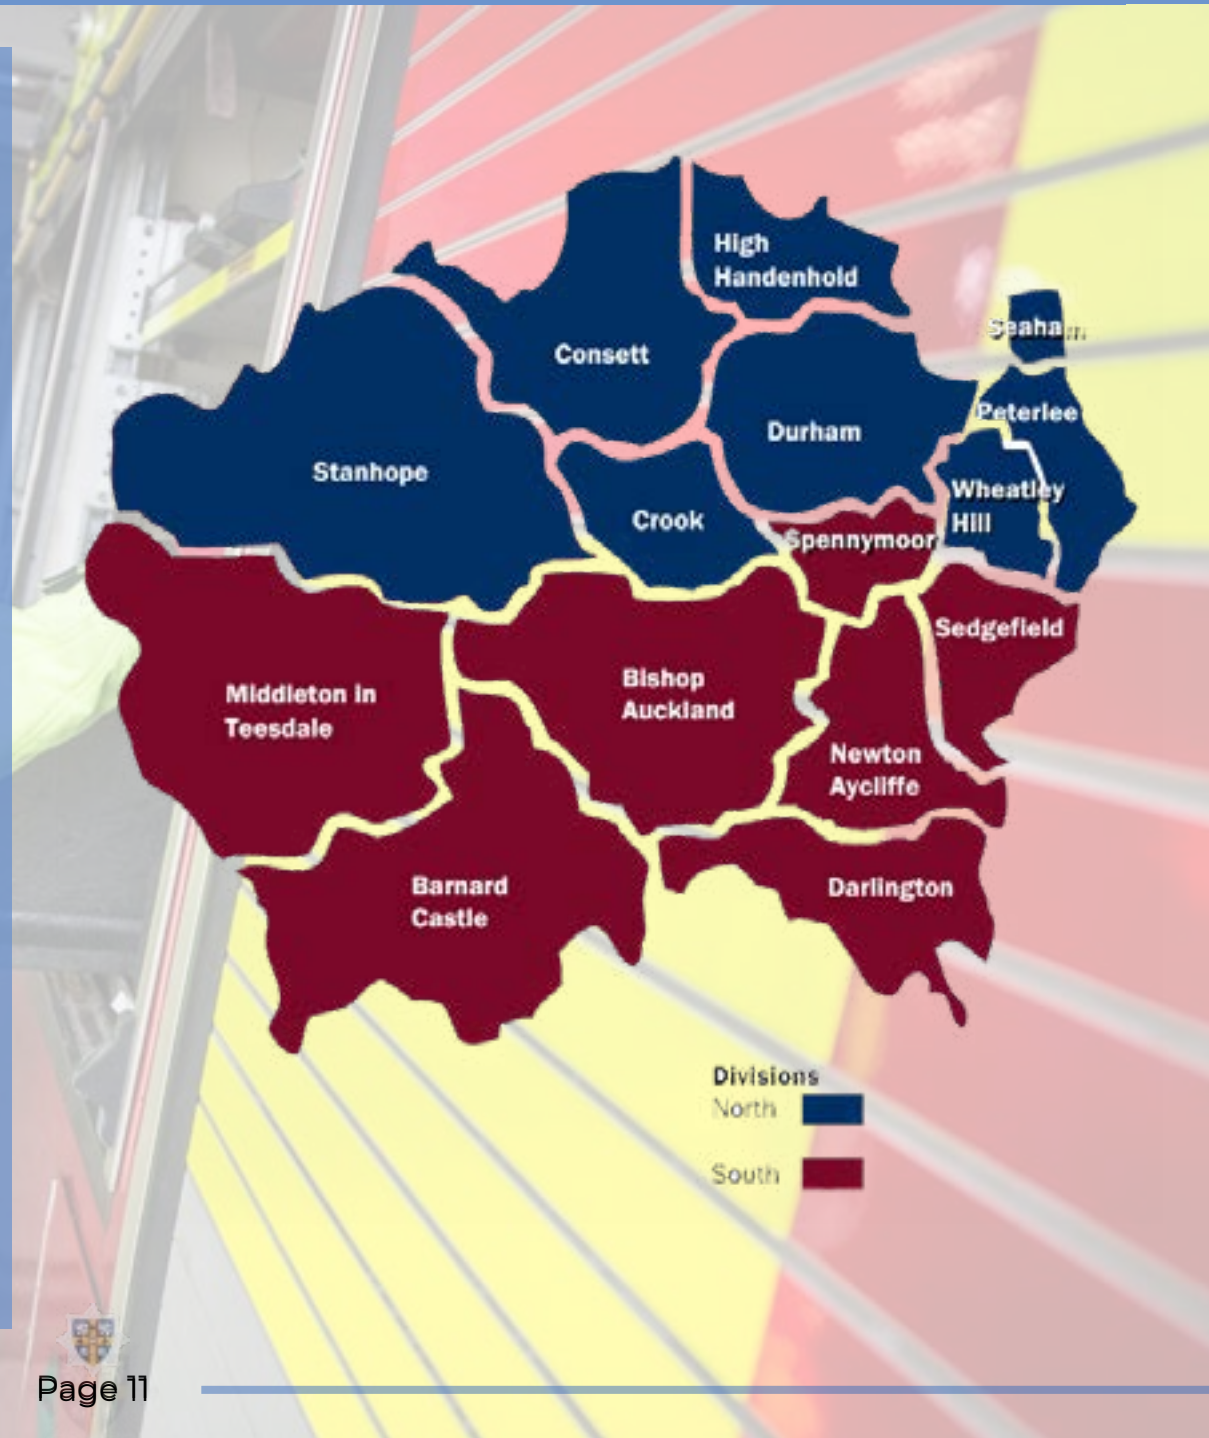 High
Handenhold
Seaham
Consett
Peterlee
Durham
Stanhope
Wheatley
Hill
Crook
Spennymoor
Sedgefield
Middleton in
Teesdale
Bishop
Auckland
Newton
Aycliffe
Barnard
Castle
Darlington
Divisions
North
South
Page 11